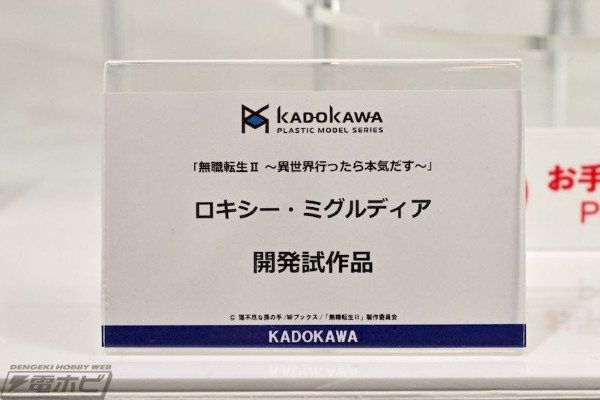 KADOKAWA
PLASTIC MODEL SERIES
「無職転生Ⅱ ～異世界行ったら本気だす～」
ロキシー・ミグルディア
開発試作品
© 理不尽な孫の手/MFブックス/「無職転生Ⅱ」製作委員会
KADOKAWA
お手
P
DENGEKI HOBBY WEB
電ホビ